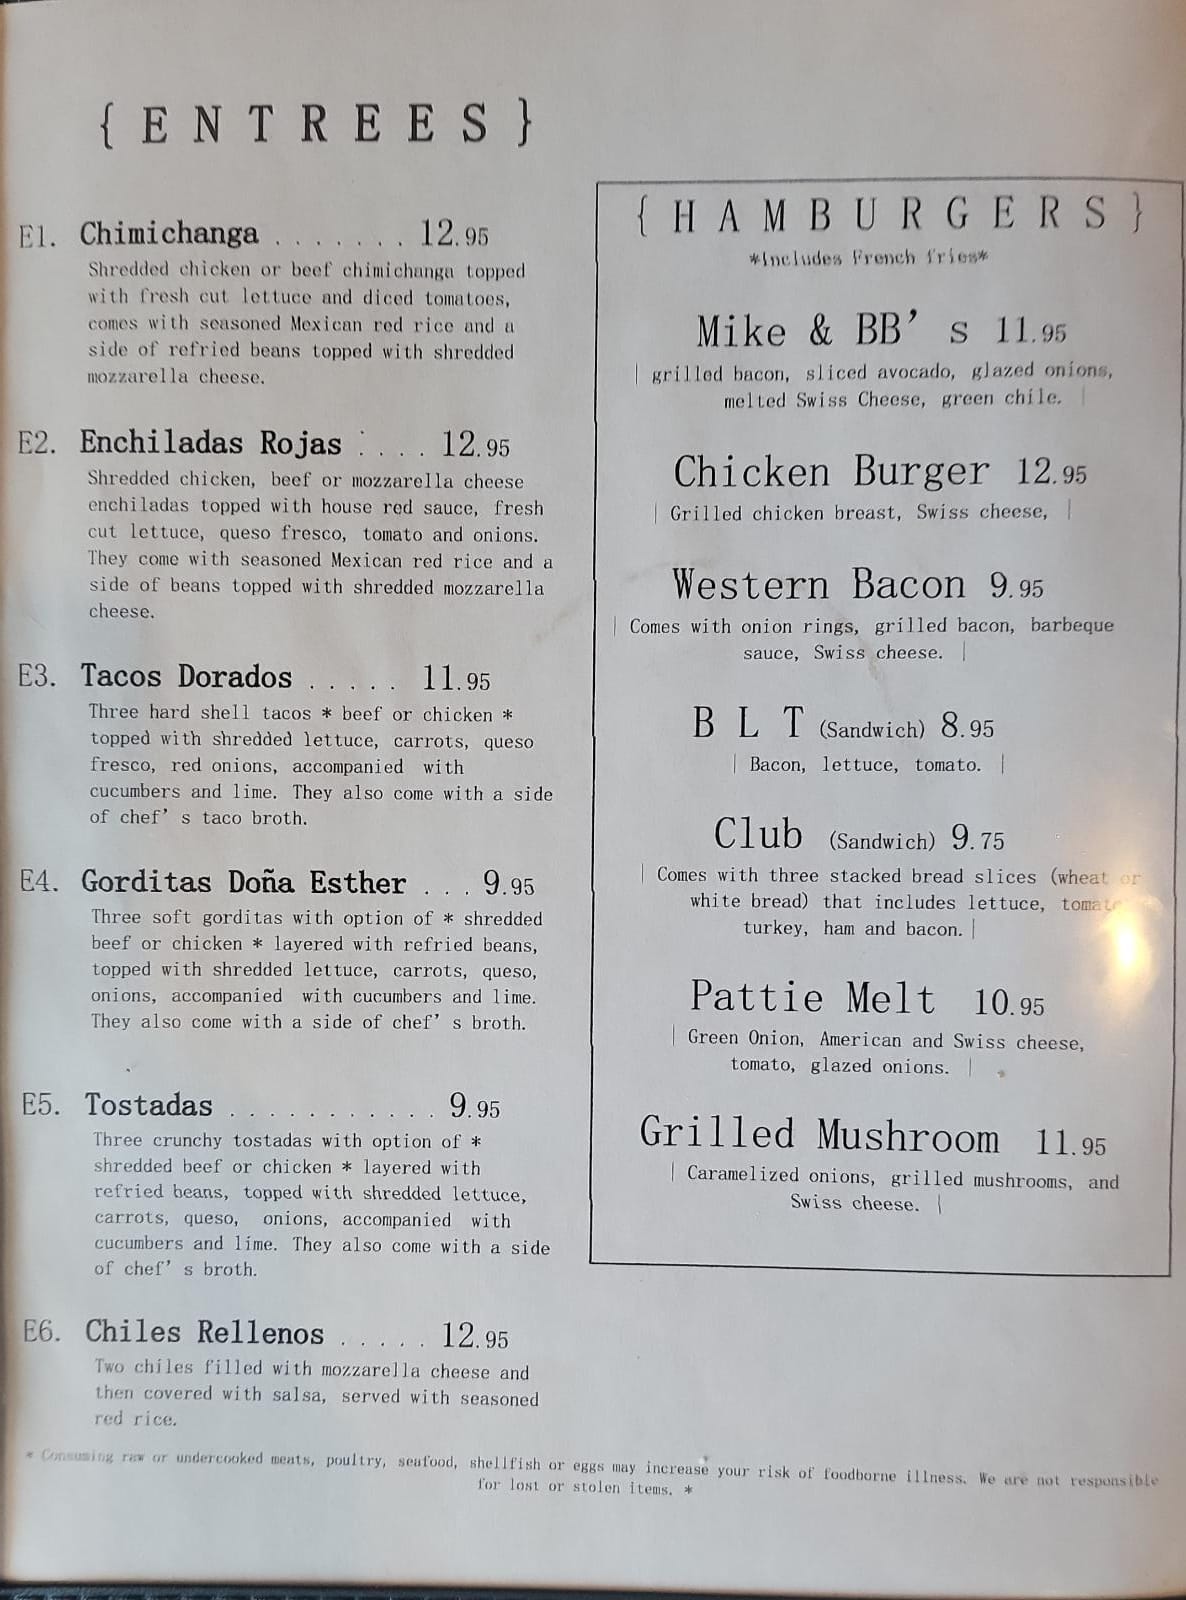 {ENTREES}
E1. Chimichanga . . . . . . . 12.95
Shredded chicken or beef chimichanga topped
with fresh cut lettuce and diced tomatoes,
comes with seasoned Mexican red rice and a
side of refried beans topped with shredded
mozzarella cheese.
E2. Enchiladas Rojas . . . . 12.95
Shredded chicken, beef or mozzarella cheese
enchiladas topped with house red sauce, fresh
cut lettuce, queso fresco, tomato and onions.
They come with seasoned Mexican red rice and a
side of beans topped with shredded mozzarella
cheese.
E3. Tacos Dorados . . . . . 11.95
Three hard shell tacos * beef or chicken *
topped with shredded lettuce, carrots, queso
fresco, red onions, accompanied with
cucumbers and lime. They also come with a side
of chef's taco broth.
E4. Gorditas Doña Esther . . . 9.95
Three soft gorditas with option of * shredded
beef or chicken * layered with refried beans,
topped with shredded lettuce, carrots, queso,
onions, accompanied with cucumbers and lime.
They also come with a side of chef's broth.
E5. Tostadas . . . . . . . . . . . 9.95
Three crunchy tostadas with option of *
shredded beef or chicken * layered with
refried beans, topped with shredded lettuce,
carrots, queso, onions, accompanied with
cucumbers and lime. They also come with a side
of chef's broth.
E6. Chiles Rellenos . . . . . 12.95
Two chiles filled with mozzarella cheese and
then covered with salsa, served with seasoned
red rice.
{HAMBURGERS}
*Includes French fries*
Mike & BB's 11.95
| grilled bacon, sliced avocado, glazed onions,
melted Swiss Cheese, green chile. |
Chicken Burger 12.95
| Grilled chicken breast, Swiss cheese, |
Western Bacon 9.95
| Comes with onion rings, grilled bacon, barbeque
sauce, Swiss cheese. |
B L T (Sandwich) 8.95
| Bacon, lettuce, tomato. |
Club (Sandwich) 9.75
| Comes with three stacked bread slices (wheat or
white bread) that includes lettuce, tomato
turkey, ham and bacon. |
Pattie Melt 10.95
| Green Onion, American and Swiss cheese,
tomato, glazed onions. |
Grilled Mushroom 11.95
| Caramelized onions, grilled mushrooms, and
Swiss cheese. |
* Consuming raw or undercooked meats, poultry, seafood, shellfish or eggs may increase your risk of foodborne illness. We are not responsible
for lost or stolen items. *